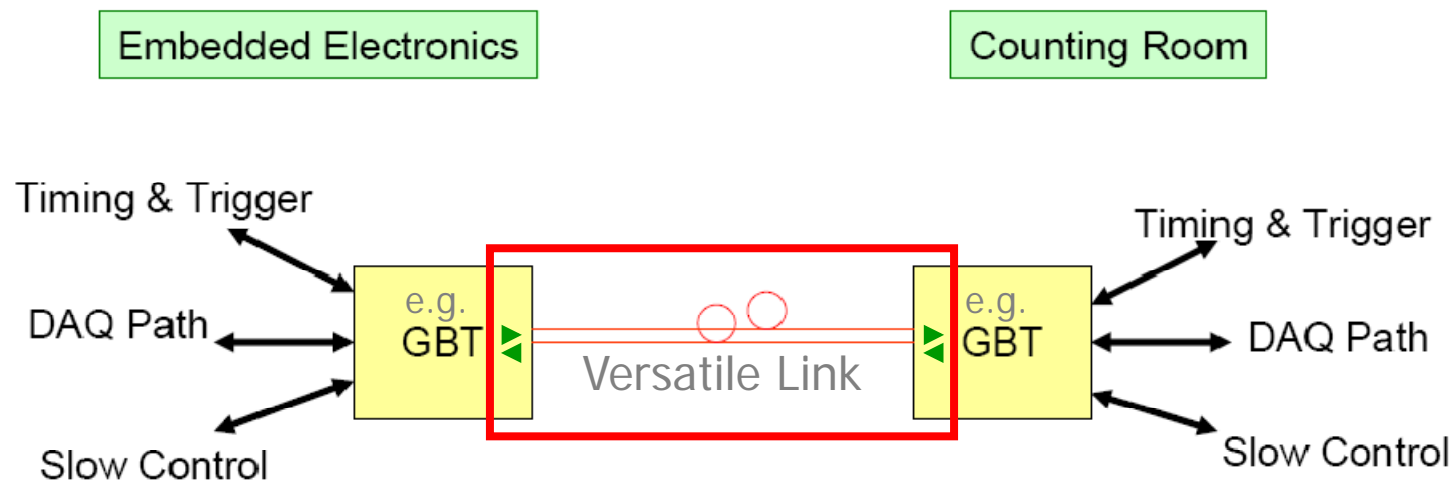 Embedded Electronics
Counting Room
Timing & Trigger
Timing & Trigger
e.g.
GBT
e.g.
GBT
DAQ Path
DAQ Path
Versatile Link
Slow Control
Slow Control